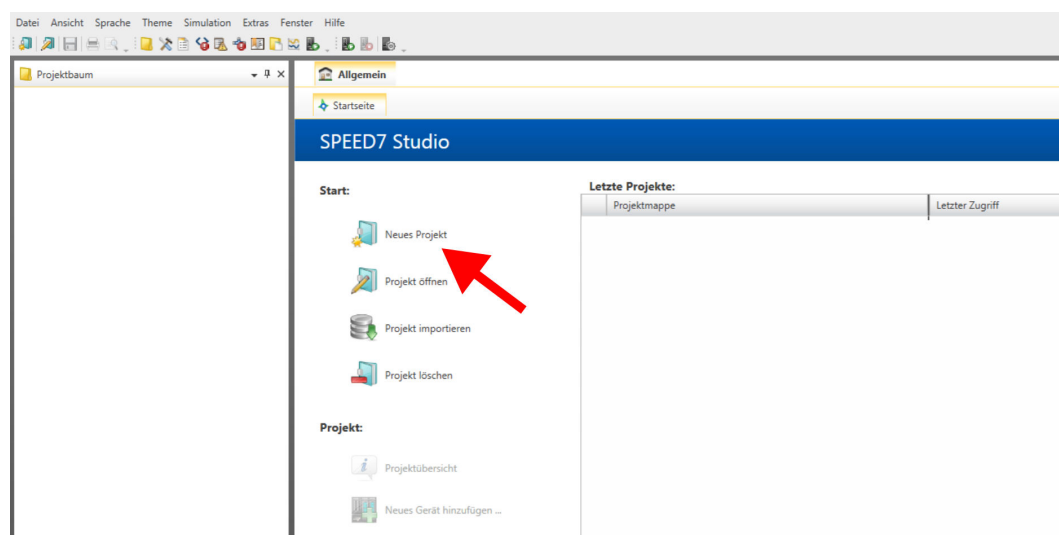 Datei Ansicht Sprache Theme Simulation Extras Fenster Hilfe
Projektbaum
Allgemein
Startseite
SPEED7 Studio
Start:
Letzte Projekte:
Projektmappe Letzter Zugriff
Neues Projekt
Projekt öffnen
Projekt importieren
Projekt löschen
Projekt:
Projektübersicht
Neues Gerät hinzufügen ...